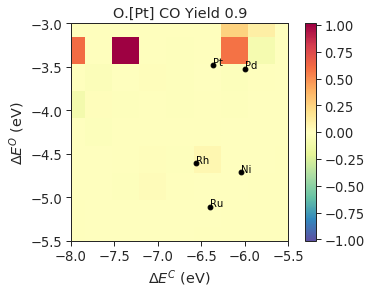 O.[Pt] CO Yield 0.9
−3.0
−3.5
−4.0
−4.5
−5.0
−5.5
ΔE^O (eV)
Pt
Pd
Rh
Ni
Ru
−8.0 −7.5 −7.0 −6.5 −6.0 −5.5
ΔE^C (eV)
1.00
0.75
0.50
0.25
0.00
−0.25
−0.50
−0.75
−1.00